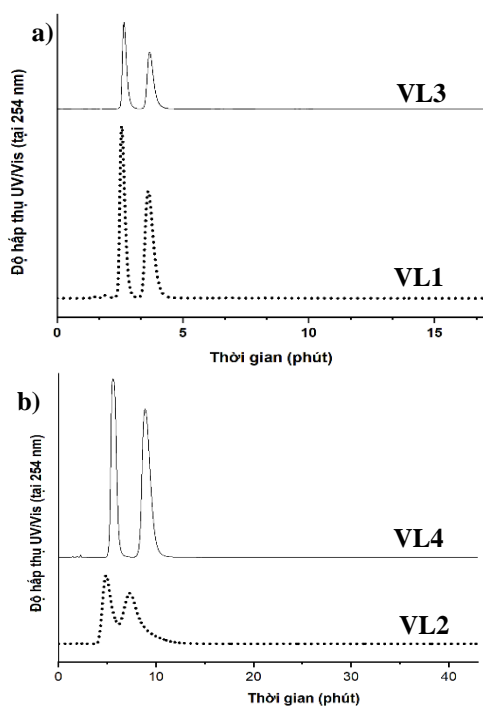 a)
VL3
VL1
Độ hấp thụ UV/Vis (tại 254 nm)
0 5 10 15
Thời gian (phút)
b)
VL4
VL2
Độ hấp thụ UV/Vis (tại 254 nm)
0 10 20 30 40
Thời gian (phút)